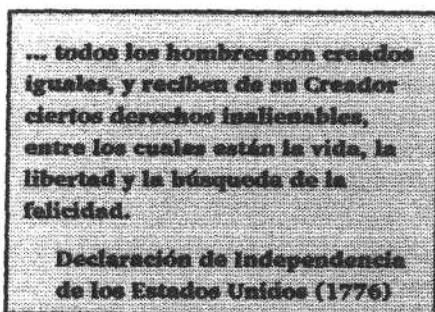 ... todos los hombres son creados
iguales, y reciben de su Creador
ciertos derechos inalienables,
entre los cuales están la vida, la
libertad y la búsqueda de la
felicidad.
Declaración de Independencia
de los Estados Unidos (1776)